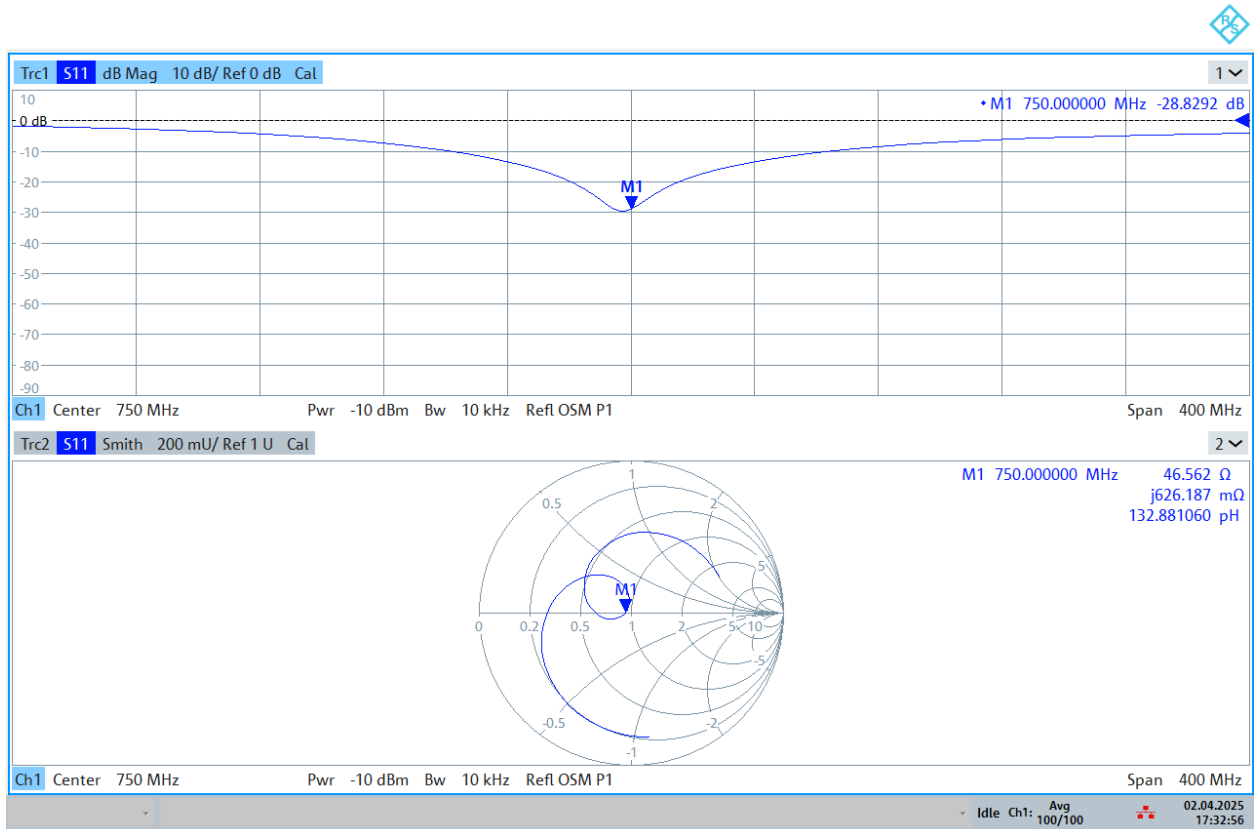 R&S
Trc1 S11 dB Mag 10 dB/ Ref 0 dB Cal 1
10
0 dB
-10
-20
-30
-40
-50
-60
-70
-80
-90
M1 750.000000 MHz -28.8292 dB
M1
Ch1 Center 750 MHz Pwr -10 dBm Bw 10 kHz Refl OSM P1 Span 400 MHz
Trc2 S11 Smith 200 mU/ Ref 1 U Cal 2
M1 750.000000 MHz 46.562 Ω
j626.187 mΩ
132.881060 pH
1
0.5 2
5
M1
0 0.2 0.5 1 2 5 10
-5
-0.5 -2
-1
Ch1 Center 750 MHz Pwr -10 dBm Bw 10 kHz Refl OSM P1 Span 400 MHz
Idle Ch1: Avg 100/100
02.04.2025
17:32:56